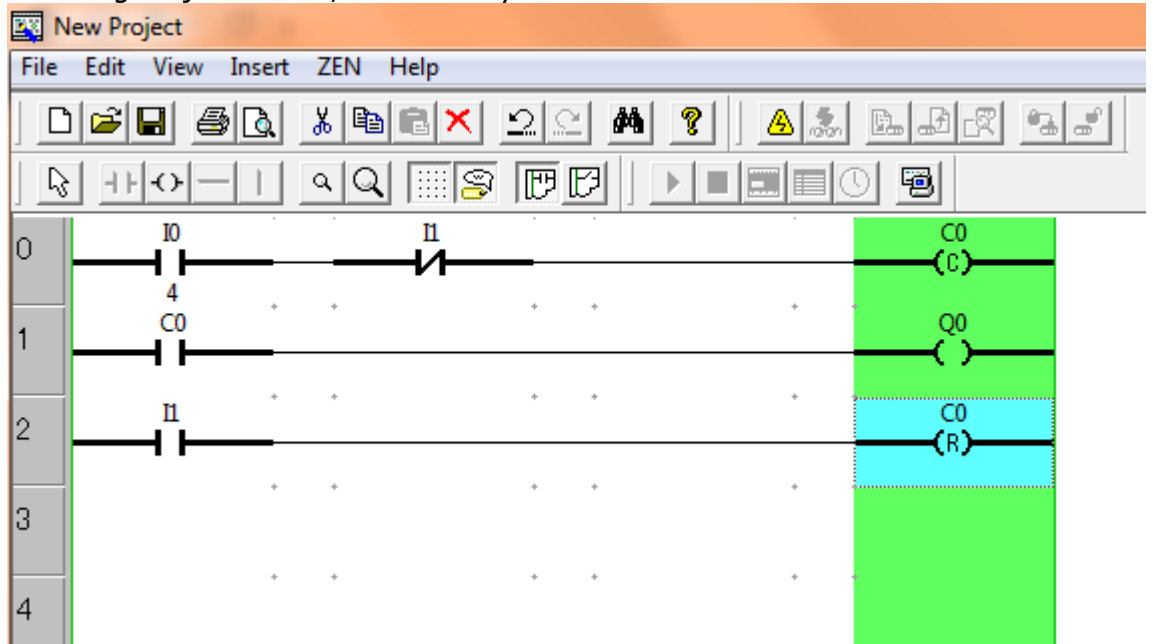 New Project
File Edit View Insert ZEN Help
0 I0 I1 C0
(C)
4
1 C0 Q0
( )
2 I1 C0
(R)
3
4